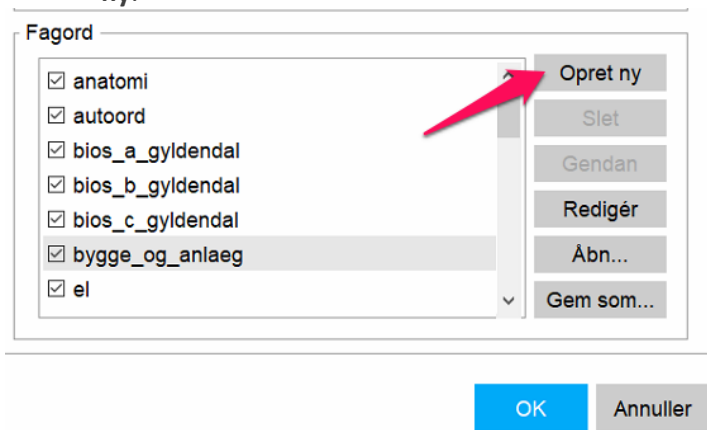 Fagord
anatomi
autoord
bios_a_gyldendal
bios_b_gyldendal
bios_c_gyldendal
bygge_og_anlaeg
el
Opret ny
Slet
Gendan
Redigér
Åbn...
Gem som...
OK
Annuller